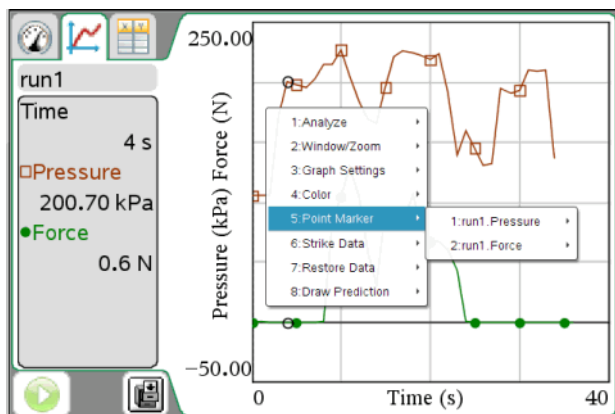 run1
Time
4 s
Pressure
200.70 kPa
Force
0.6 N
250.00
Pressure (kPa) Force (N)
-50.00
0
Time (s)
40
1:Analyze
2:Window/Zoom
3:Graph Settings
4:Color
5:Point Marker
6:Strike Data
7:Restore Data
8:Draw Prediction
1:run1.Pressure
2:run1.Force